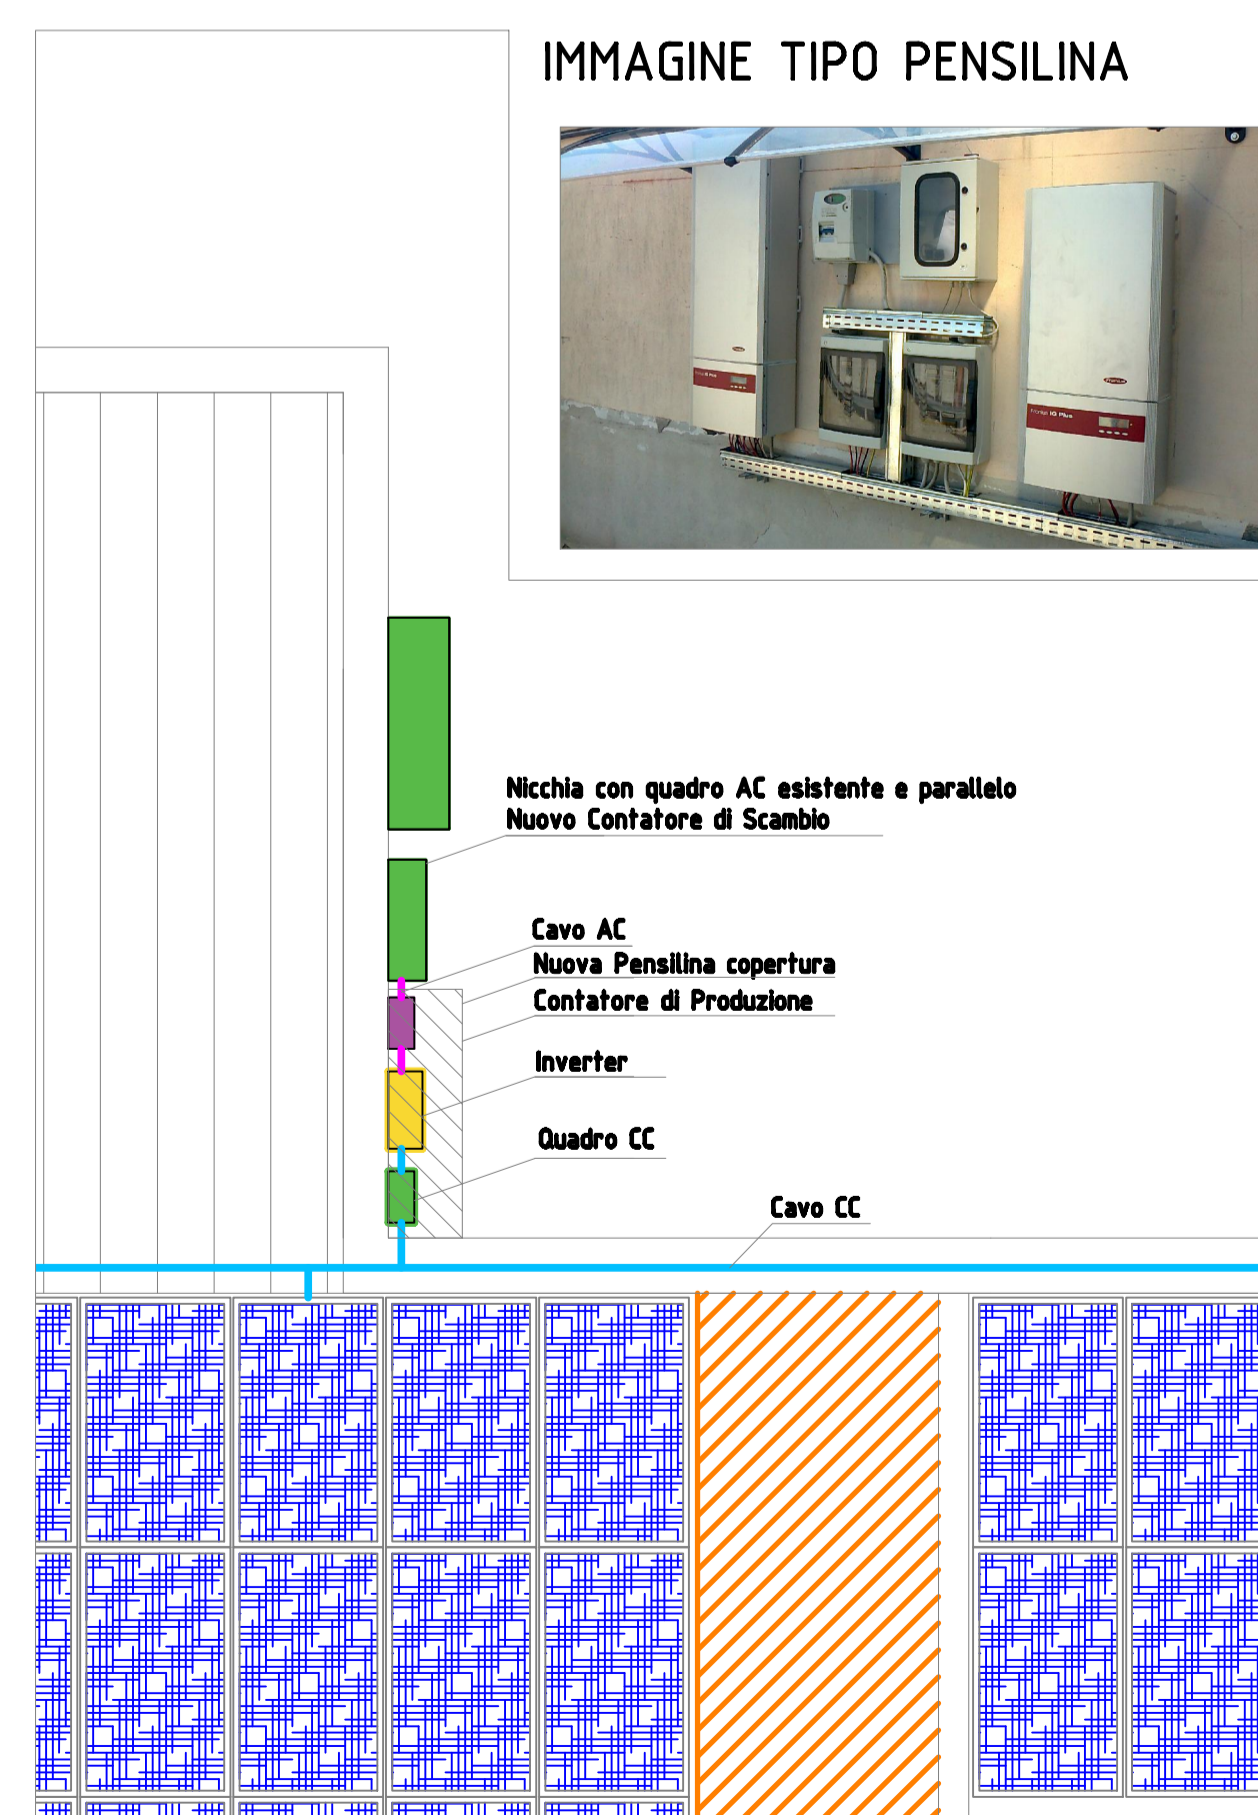 IMMAGINE TIPO PENSILINA
Nicchia con quadro AC esistente e parallelo
Nuovo Contatore di Scambio
Cavo AC
Nuova Pensilina copertura
Contatore di Produzione
Inverter
Quadro CC
Cavo CC